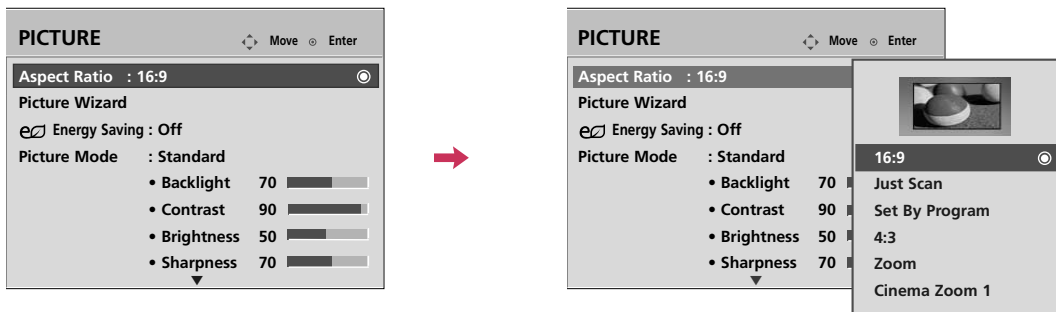 PICTURE
Move Enter
Aspect Ratio : 16:9
Picture Wizard
Energy Saving : Off
Picture Mode : Standard
• Backlight 70
• Contrast 90
• Brightness 50
• Sharpness 70
PICTURE
Move Enter
Aspect Ratio : 16:9
Picture Wizard
Energy Saving : Off
Picture Mode : Standard
• Backlight 70
• Contrast 90
• Brightness 50
• Sharpness 70
16:9
Just Scan
Set By Program
4:3
Zoom
Cinema Zoom 1